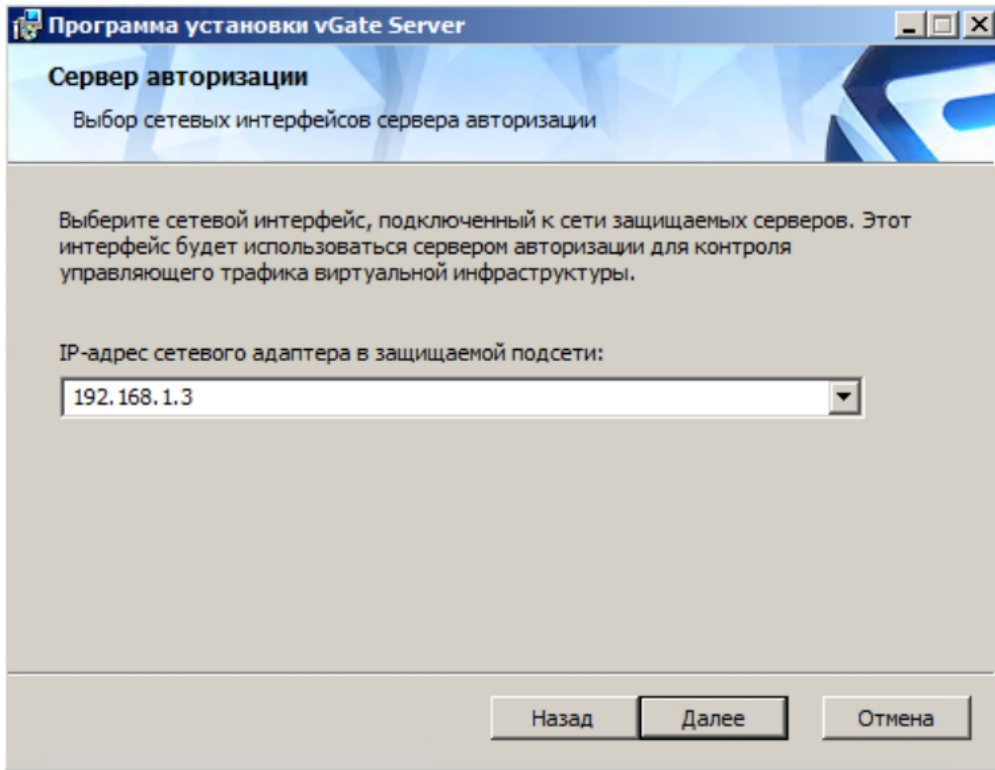 Программа установки vGate Server
Сервер авторизации
Выбор сетевых интерфейсов сервера авторизации
Выберите сетевой интерфейс, подключенный к сети защищаемых серверов. Этот
интерфейс будет использоваться сервером авторизации для контроля
управляющего трафика виртуальной инфраструктуры.
IP-адрес сетевого адаптера в защищаемой подсети:
192.168.1.3
Назад Далее Отмена